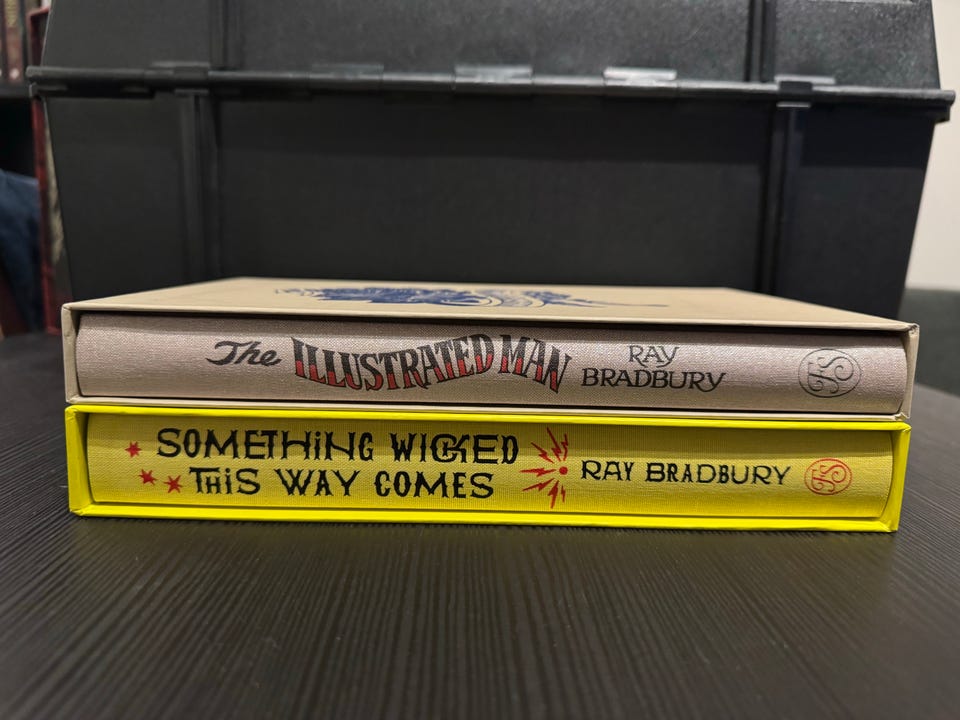 The ILLUSTRATED MAN
RAY
BRADBURY
FS
SOMETHiNG WICKED
THiS WAY COMES
RAY BRADBURY
FS